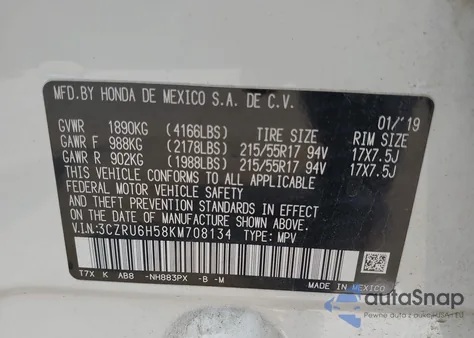 MFD.BY HONDA DE MEXICO S.A. DE C.V.
01/'19
GVWR 1890KG (4166LBS) TIRE SIZE RIM SIZE
GAWR F 988KG (2178LBS) 215/55R17 94V 17X7.5J
GAWR R 902KG (1988LBS) 215/55R17 94V 17X7.5J
THIS VEHICLE CONFORMS TO ALL APPLICABLE
FEDERAL MOTOR VEHICLE SAFETY
AND THEFT PREVENTION STANDARDS IN EFFECT
ON THE DATE OF MANUFACTURE SHOWN ABOVE.
V.I.N:3CZRU6H58KM708134 TYPE: MPV
T7X K AB8 -NH883PX -B -M
MADE IN MEXICO
autoSnap